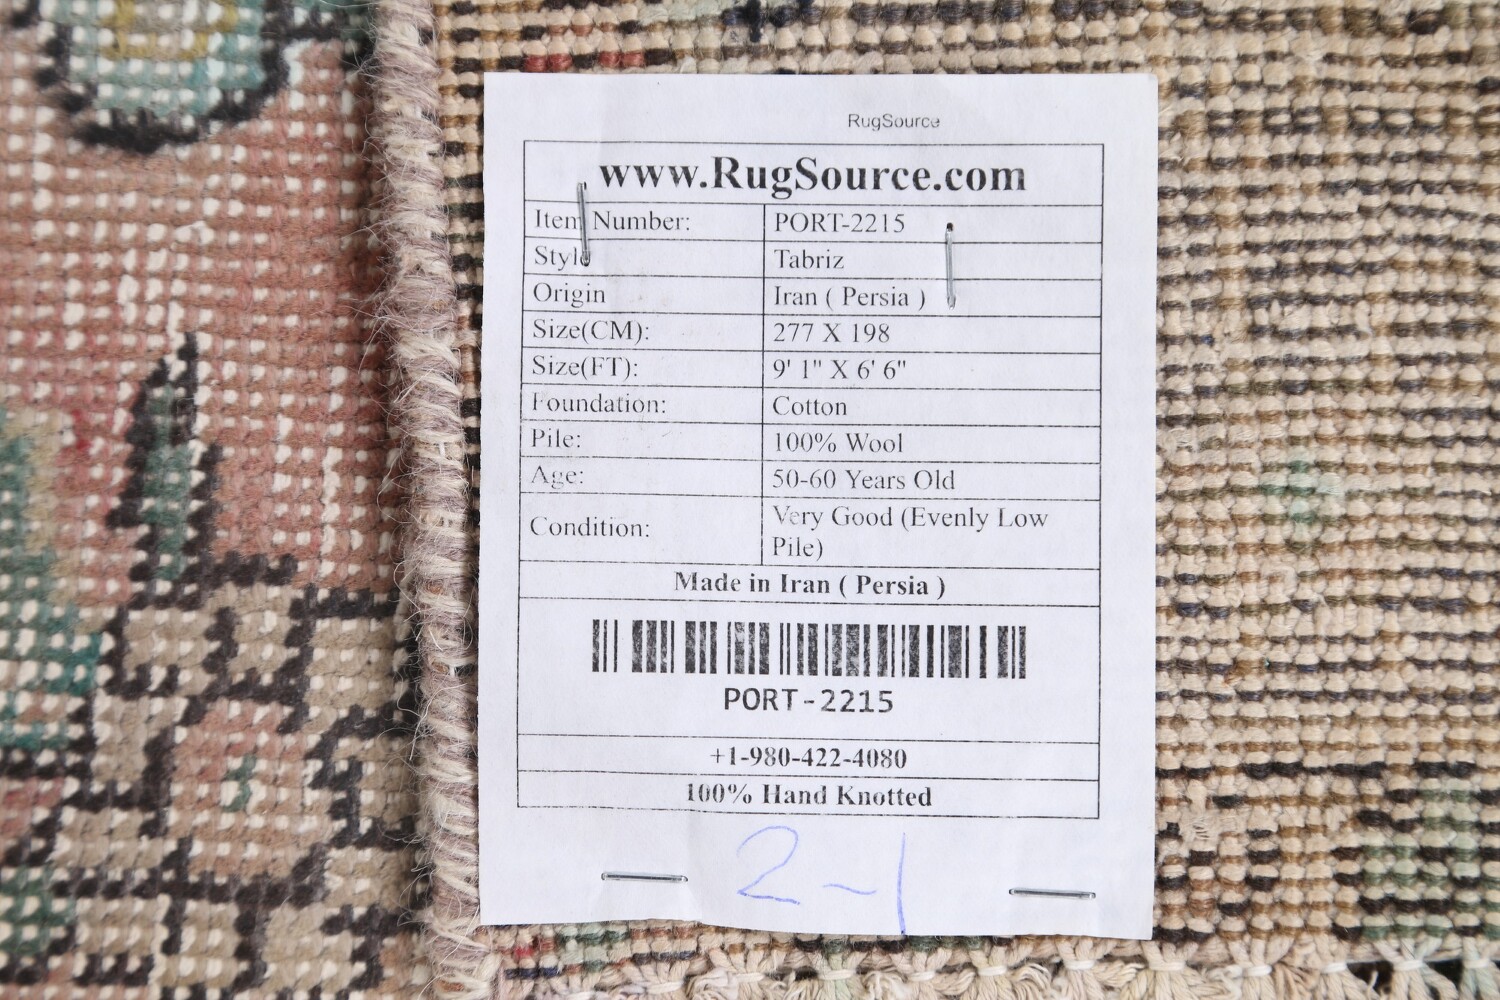 RugSource
www.RugSource.com
Item Number: PORT-2215
Style Tabriz
Origin Iran ( Persia )
Size(CM): 277 X 198
Size(FT): 9' 1" X 6' 6"
Foundation: Cotton
Pile: 100% Wool
Age: 50-60 Years Old
Condition: Very Good (Evenly Low
Pile)
Made in Iran ( Persia )
PORT-2215
+1-980-422-4080
100% Hand Knotted
2~1